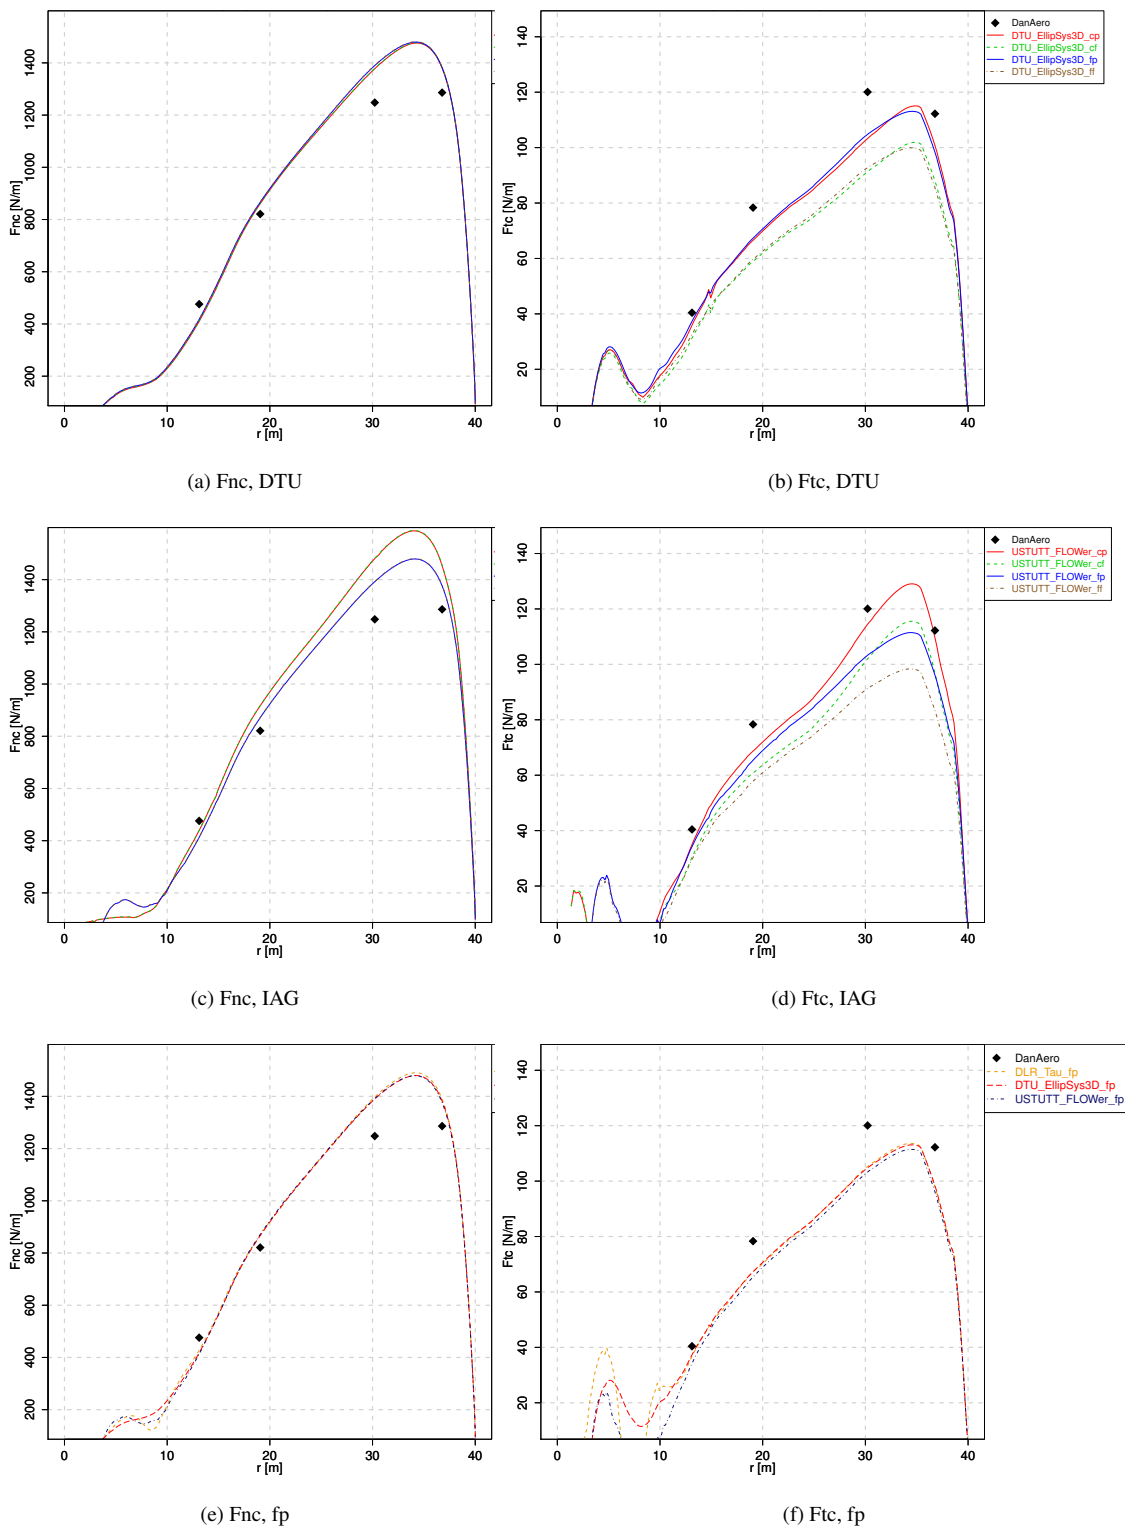 1400
1200
1000
800
600
400
200
Fnc [N/m]
0 10 20 30 40
r [m]
(a) Fnc, DTU
140
120
100
80
60
40
20
Ftc [N/m]
0 10 20 30 40
r [m]
DanAero
DTU_EllipSys3D_cp
DTU_EllipSys3D_cf
DTU_EllipSys3D_fp
DTU_EllipSys3D_ff
(b) Ftc, DTU
1400
1200
1000
800
600
400
200
Fnc [N/m]
0 10 20 30 40
r [m]
(c) Fnc, IAG
140
120
100
80
60
40
20
Ftc [N/m]
0 10 20 30 40
r [m]
DanAero
USTUTT_FLOWer_cp
USTUTT_FLOWer_cf
USTUTT_FLOWer_fp
USTUTT_FLOWer_ff
(d) Ftc, IAG
1400
1200
1000
800
600
400
200
Fnc [N/m]
0 10 20 30 40
r [m]
(e) Fnc, fp
140
120
100
80
60
40
20
Ftc [N/m]
0 10 20 30 40
r [m]
DanAero
DLR_Tau_fp
DTU_EllipSys3D_fp
USTUTT_FLOWer_fp
(f) Ftc, fp